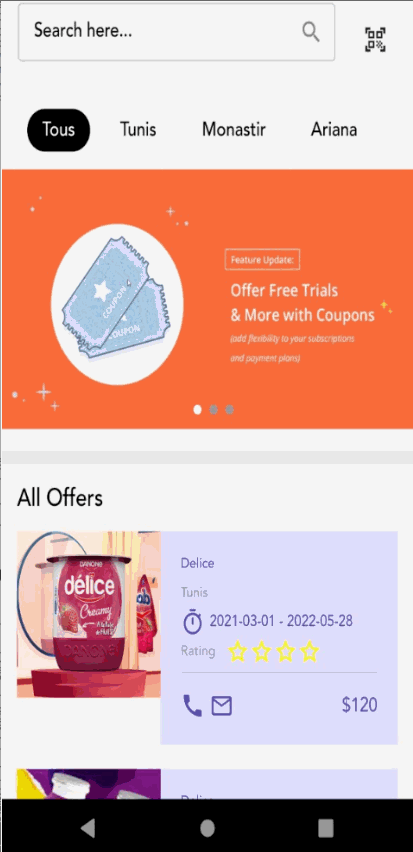 Search here...
Tous
Tunis
Monastir
Ariana
COUPON
COUPON
Feature Update:
Offer Free Trials
& More with Coupons
(add flexibility to your subscriptions
and payment plans)
All Offers
DANONE
délice
Creamy
DANONE
Delice
Tunis
2021-03-01 - 2022-05-28
Rating
$120